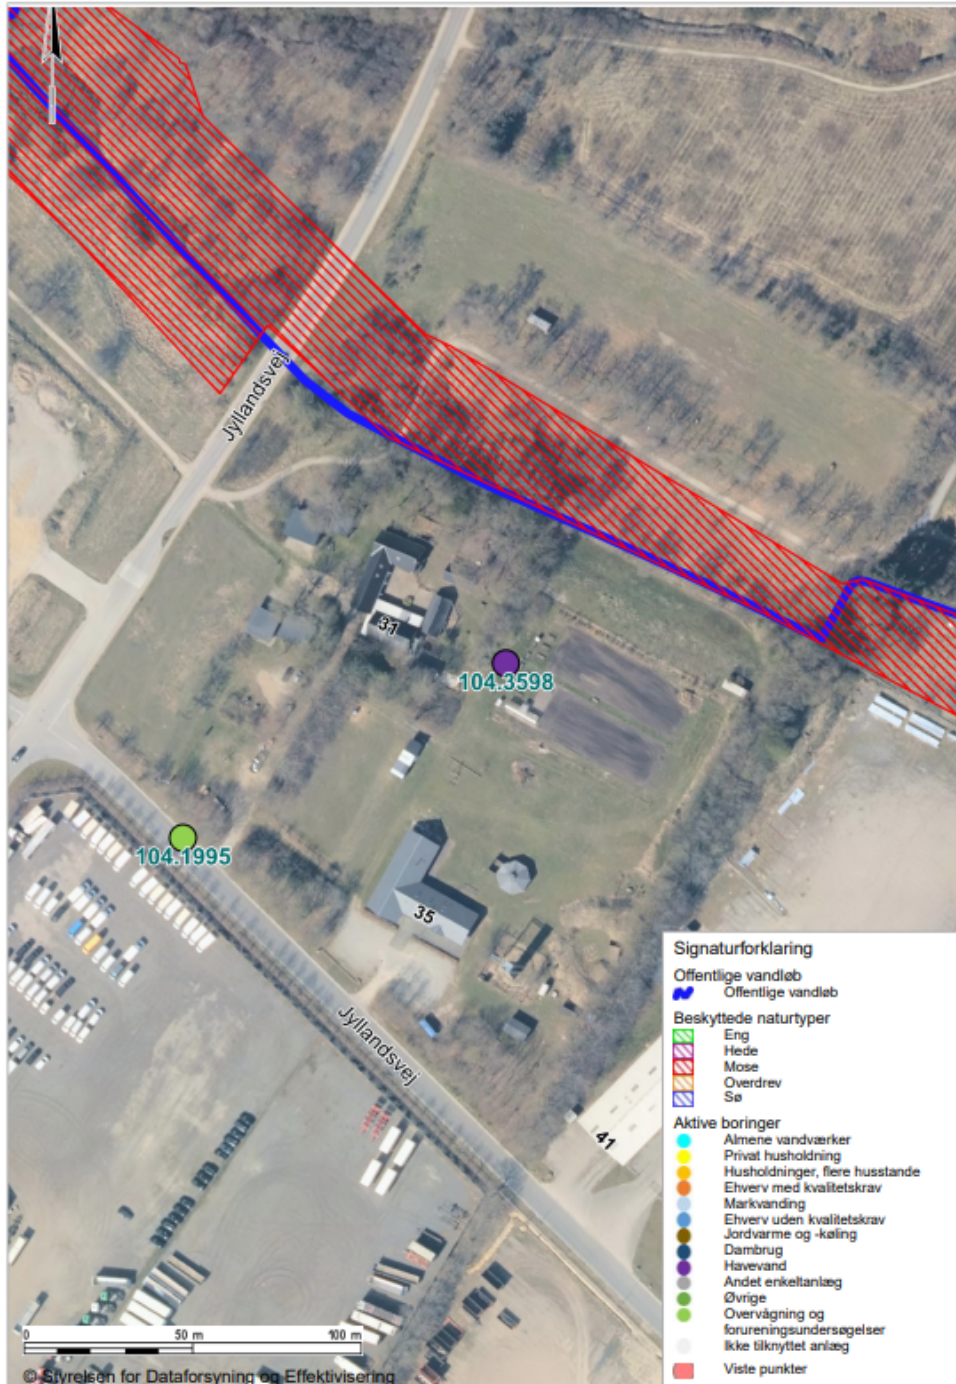 Jyllandsvej
31
104.3598
104.1995
35
Jyllandsvej
41
Signaturforklaring
Offentlige vandløb
Offentlige vandløb
Beskyttede naturtyper
Eng
Hede
Mose
Overdrev
Sø
Aktive boringer
Almene vandværker
Privat husholdning
Husholdninger, flere husstande
Ehverv med kvalitetskrav
Markvanding
Ehverv uden kvalitetskrav
Jordvarme og -køling
Dambrug
Havevand
Andet enkeltanlæg
Øvrige
Overvågning og
forureningsundersøgelser
Ikke tilknyttet anlæg
Viste punkter
0 50 m 100 m
© Styrelsen for Dataforsyning og Effektivisering